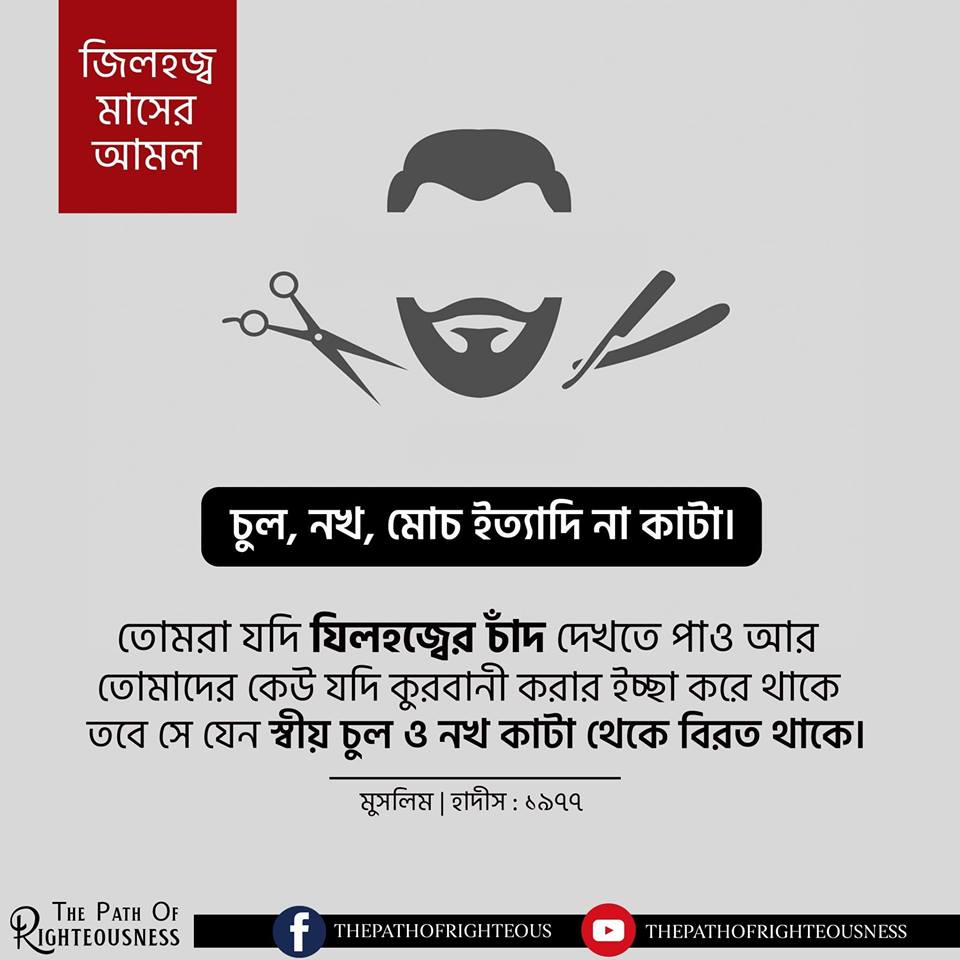 জিলহজ্ব
মাসের
আমল
চুল, নখ, মোচ ইত্যাদি না কাটা।
তোমরা যদি যিলহজ্বের চাঁদ দেখতে পাও আর
তোমাদের কেউ যদি কুরবানী করার ইচ্ছা করে থাকে
তবে সে যেন স্বীয় চুল ও নখ কাটা থেকে বিরত থাকে।
মুসলিম | হাদীস : ১৯৭৭
THE PATH OF
RIGHTEOUSNESS
THEPATHOFRIGHTEOUS
THEPATHOFRIGHTEOUSNESS